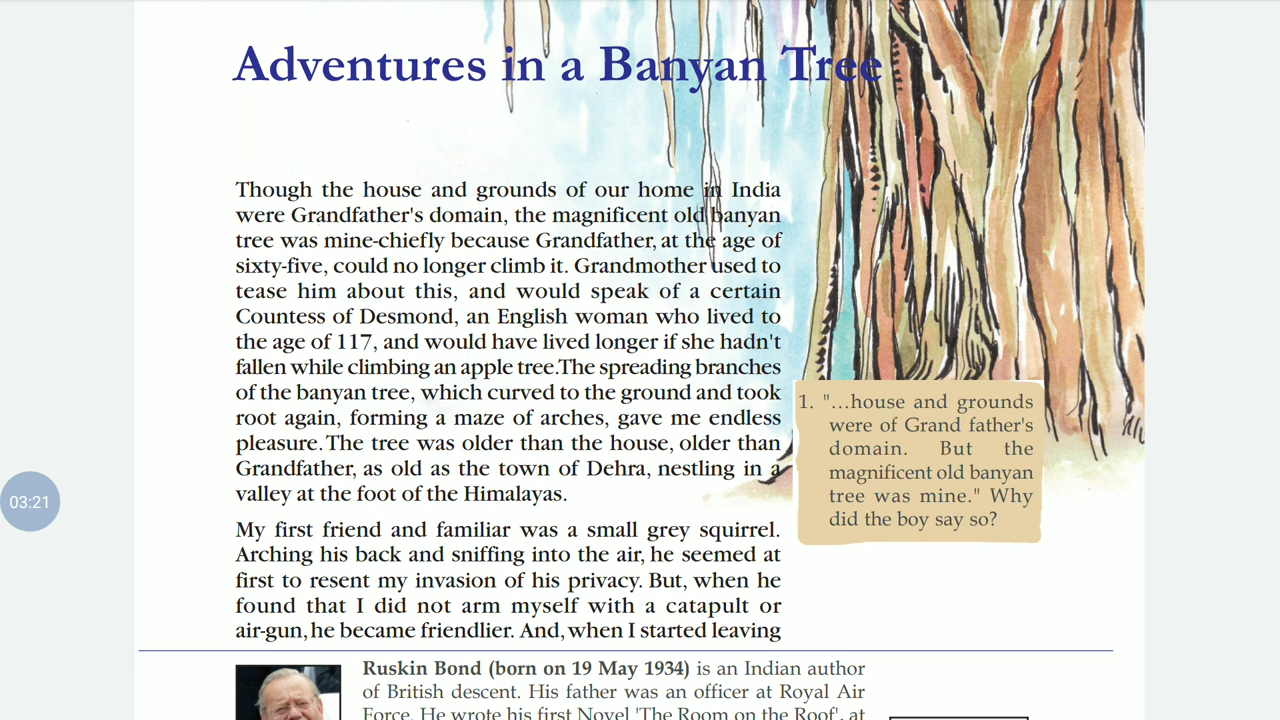 Adventures in a Banyan Tree
Though the house and grounds of our home in India
were Grandfather's domain, the magnificent old banyan
tree was mine-chiefly because Grandfather, at the age of
sixty-five, could no longer climb it. Grandmother used to
tease him about this, and would speak of a certain
Countess of Desmond, an English woman who lived to
the age of 117, and would have lived longer if she hadn't
fallen while climbing an apple tree.The spreading branches
of the banyan tree, which curved to the ground and took
root again, forming a maze of arches, gave me endless
pleasure. The tree was older than the house, older than
Grandfather, as old as the town of Dehra, nestling in a
valley at the foot of the Himalayas.
My first friend and familiar was a small grey squirrel.
Arching his back and sniffing into the air, he seemed at
first to resent my invasion of his privacy. But, when he
found that I did not arm myself with a catapult or
air-gun, he became friendlier. And, when I started leaving
1. "...house and grounds
were of Grand father's
domain. But the
magnificent old banyan
tree was mine." Why
did the boy say so?
03:21
Ruskin Bond (born on 19 May 1934) is an Indian author
of British descent. His father was an officer at Royal Air
Force. He wrote his first Novel 'The Room on the Roof', at